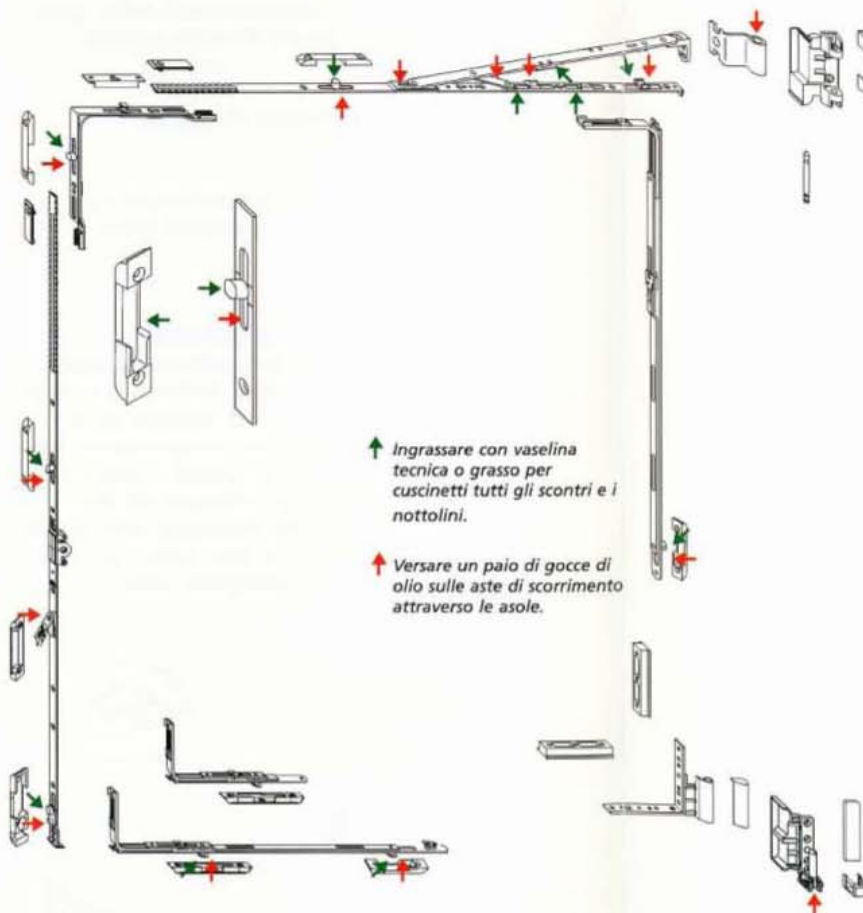 Ingrassare con vaselina
tecnica o grasso per
cuscinetti tutti gli scontri e i
nottolini.
Versare un paio di gocce di
olio sulle aste di scorrimento
attraverso le asole.